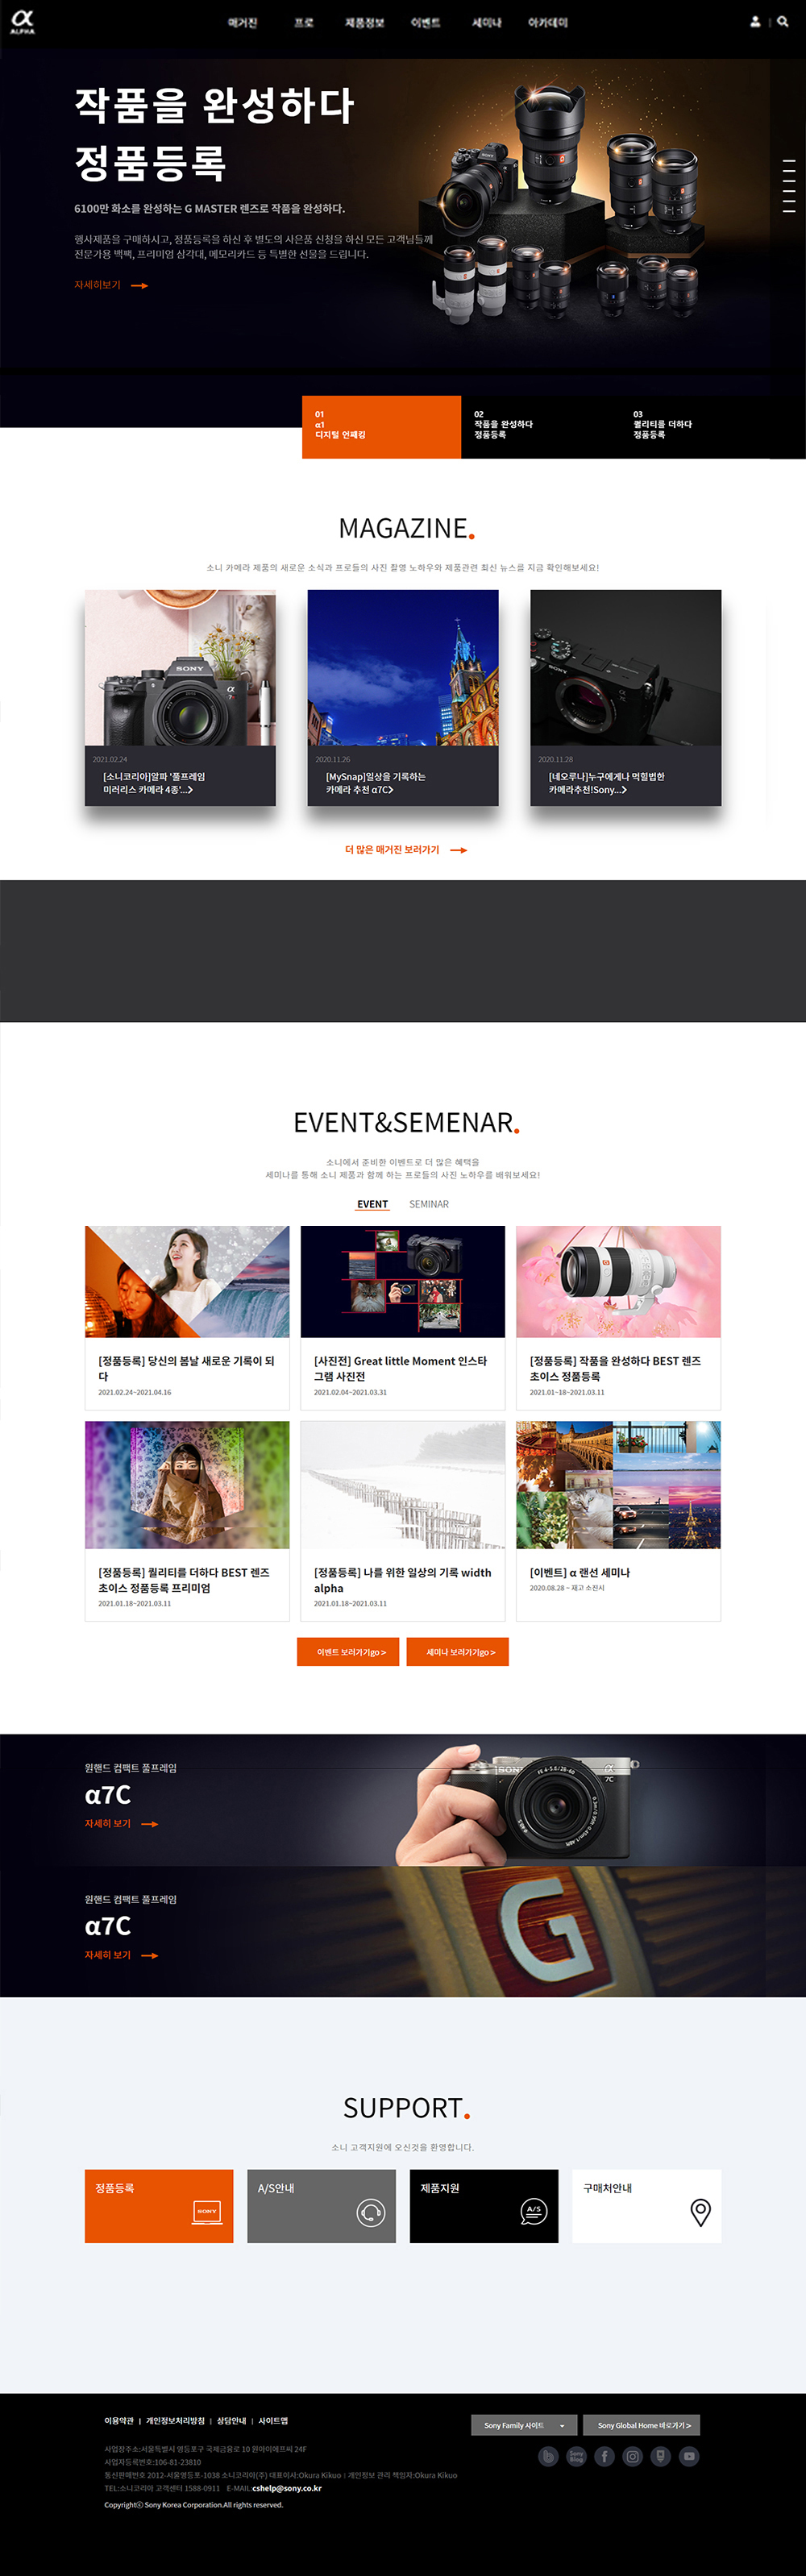 α
ALPHA
매거진 프로 제품정보 이벤트 세미나 아카데미
작품을 완성하다
정품등록
6100만 화소를 완성하는 G MASTER 렌즈로 작품을 완성하다.
행사제품을 구매하시고, 정품등록을 하신 후 별도의 사은품 신청을 하신 모든 고객님들께
전문가용 백팩, 프리미엄 삼각대, 메모리카드 등 특별한 선물을 드립니다.
자세히보기
01
α1
디지털 언패킹
02
작품을 완성하다
정품등록
03
퀄리티를 더하다
정품등록
MAGAZINE.
소니 카메라 제품의 새로운 소식과 프로들의 사진 촬영 노하우와 제품관련 최신 뉴스를 지금 확인해보세요!
SONY
α
7
2021.02.24
[소니코리아]알파 '풀프레임
미러리스 카메라 4종'...
2020.11.26
[MySnap]일상을 기록하는
카메라 추천 α7C
2020.11.28
[네오루나]누구에게나 먹힐법한
카메라추천!Sony...
더 많은 매거진 보러가기
EVENT&SEMENAR.
소니에서 준비한 이벤트로 더 많은 혜택을
세미나를 통해 소니 제품과 함께 하는 프로들의 사진 노하우를 배워보세요!
EVENT SEMINAR
[정품등록] 당신의 봄날 새로운 기록이 되
다
2021.02.24~2021.04.16
[사진전] Great little Moment 인스타
그램 사진전
2021.02.04~2021.03.31
[정품등록] 작품을 완성하다 BEST 렌즈
초이스 정품등록
2021.01~18~2021.03.11
[정품등록] 퀄리티를 더하다 BEST 렌즈
초이스 정품등록 프리미엄
2021.01.18~2021.03.11
[정품등록] 나를 위한 일상의 기록 width
alpha
2021.01.18~2021.03.11
[이벤트] α 랜선 세미나
2020.08.28 ~ 재고 소진시
이벤트 보러가기go >
세미나 보러가기go >
원핸드 컴팩트 풀프레임
α7C
자세히 보기
SONY
α
7C
원핸드 컴팩트 풀프레임
α7C
자세히 보기
G
SUPPORT.
소니 고객지원에 오신것을 환영합니다.
정품등록
SONY
A/S안내
제품지원
A/S
구매처안내
이용약관 | 개인정보처리방침 | 상담안내 | 사이트맵
Sony Family 사이트
Sony Global Home 바로가기 >
사업장주소:서울특별시 영등포구 국제금융로 10 원아이에프씨 24F
사업자등록번호:106-81-23810
통신판매번호 2012-서울영등포-1038 소니코리아(주) 대표이사:Okura Kikuo | 개인정보 관리 책임자:Okura Kikuo
TEL:소니코리아 고객센터 1588-0911 E-MAIL:cshelp@sony.co.kr
Copyrightⓒ Sony Korea Corporation.All rights reserved.